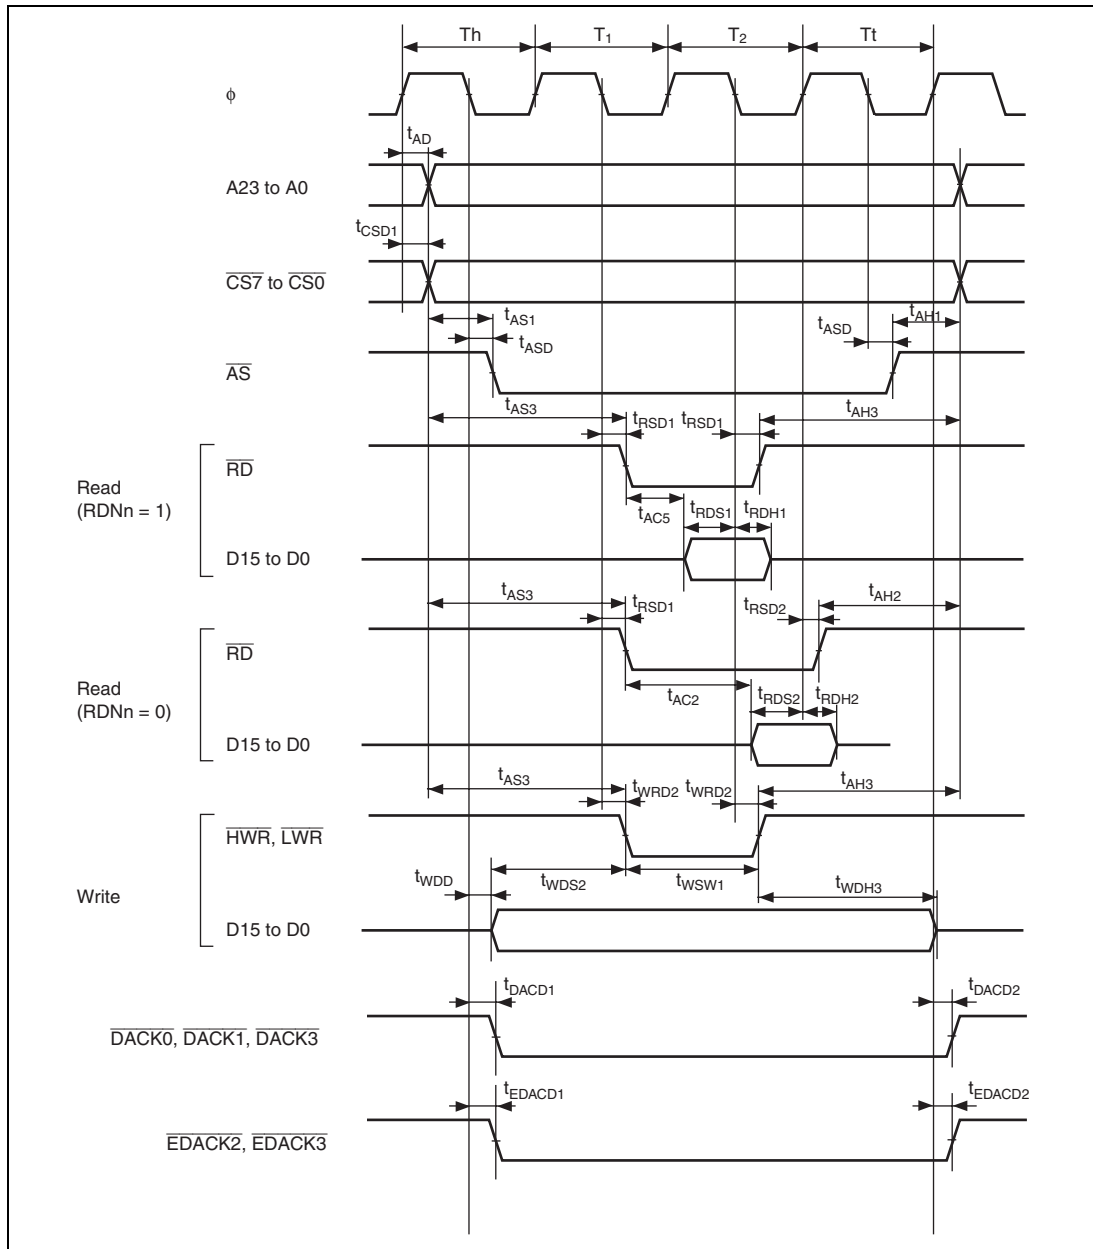 Th T1 T2 Tt
ϕ
tAD
A23 to A0
tCSD1
CS7 to CS0
tAS1 tASD tAH1
tASD
AS
tAS3 tRSD1 tRSD1 tAH3
RD
Read
(RDNn = 1)
tAC5 tRDS1 tRDH1
D15 to D0
tAS3 tRSD1 tRSD2 tAH2
RD
Read
(RDNn = 0)
tAC2 tRDS2 tRDH2
D15 to D0
tAS3 tWRD2 tWRD2 tAH3
HWR, LWR
tWDD tWDS2 tWSW1 tWDH3
Write
D15 to D0
tDACD1 tDACD2
DACK0, DACK1, DACK3
tEDACD1 tEDACD2
EDACK2, EDACK3